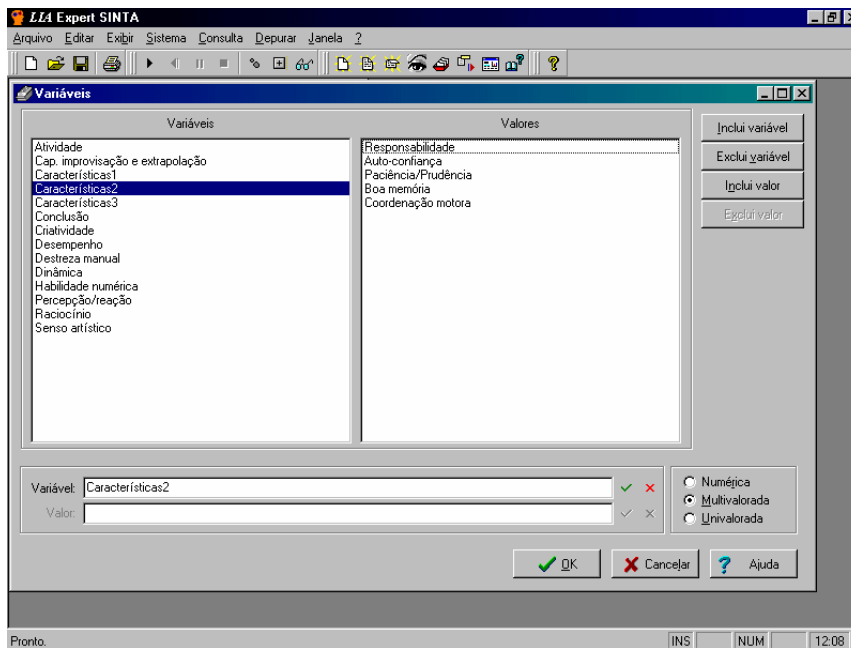 LIA Expert SINTA
Arquivo Editar Exibir Sistema Consulta Depurar Janela ?
Variáveis
Variáveis
Valores
Atividade
Cap. improvisação e extrapolação
Características1
Características2
Características3
Conclusão
Criatividade
Desempenho
Destreza manual
Dinâmica
Habilidade numérica
Percepção/reação
Raciocínio
Senso artístico
Responsabilidade
Auto-confiança
Paciência/Prudência
Boa memória
Coordenação motora
Inclui variável
Exclui variável
Inclui valor
Exclui valor
Variável: Características2
Valor:
Numérica
Multivalorada
Univalorada
OK
Cancelar
Ajuda
Pronto.
INS
NUM
12:08